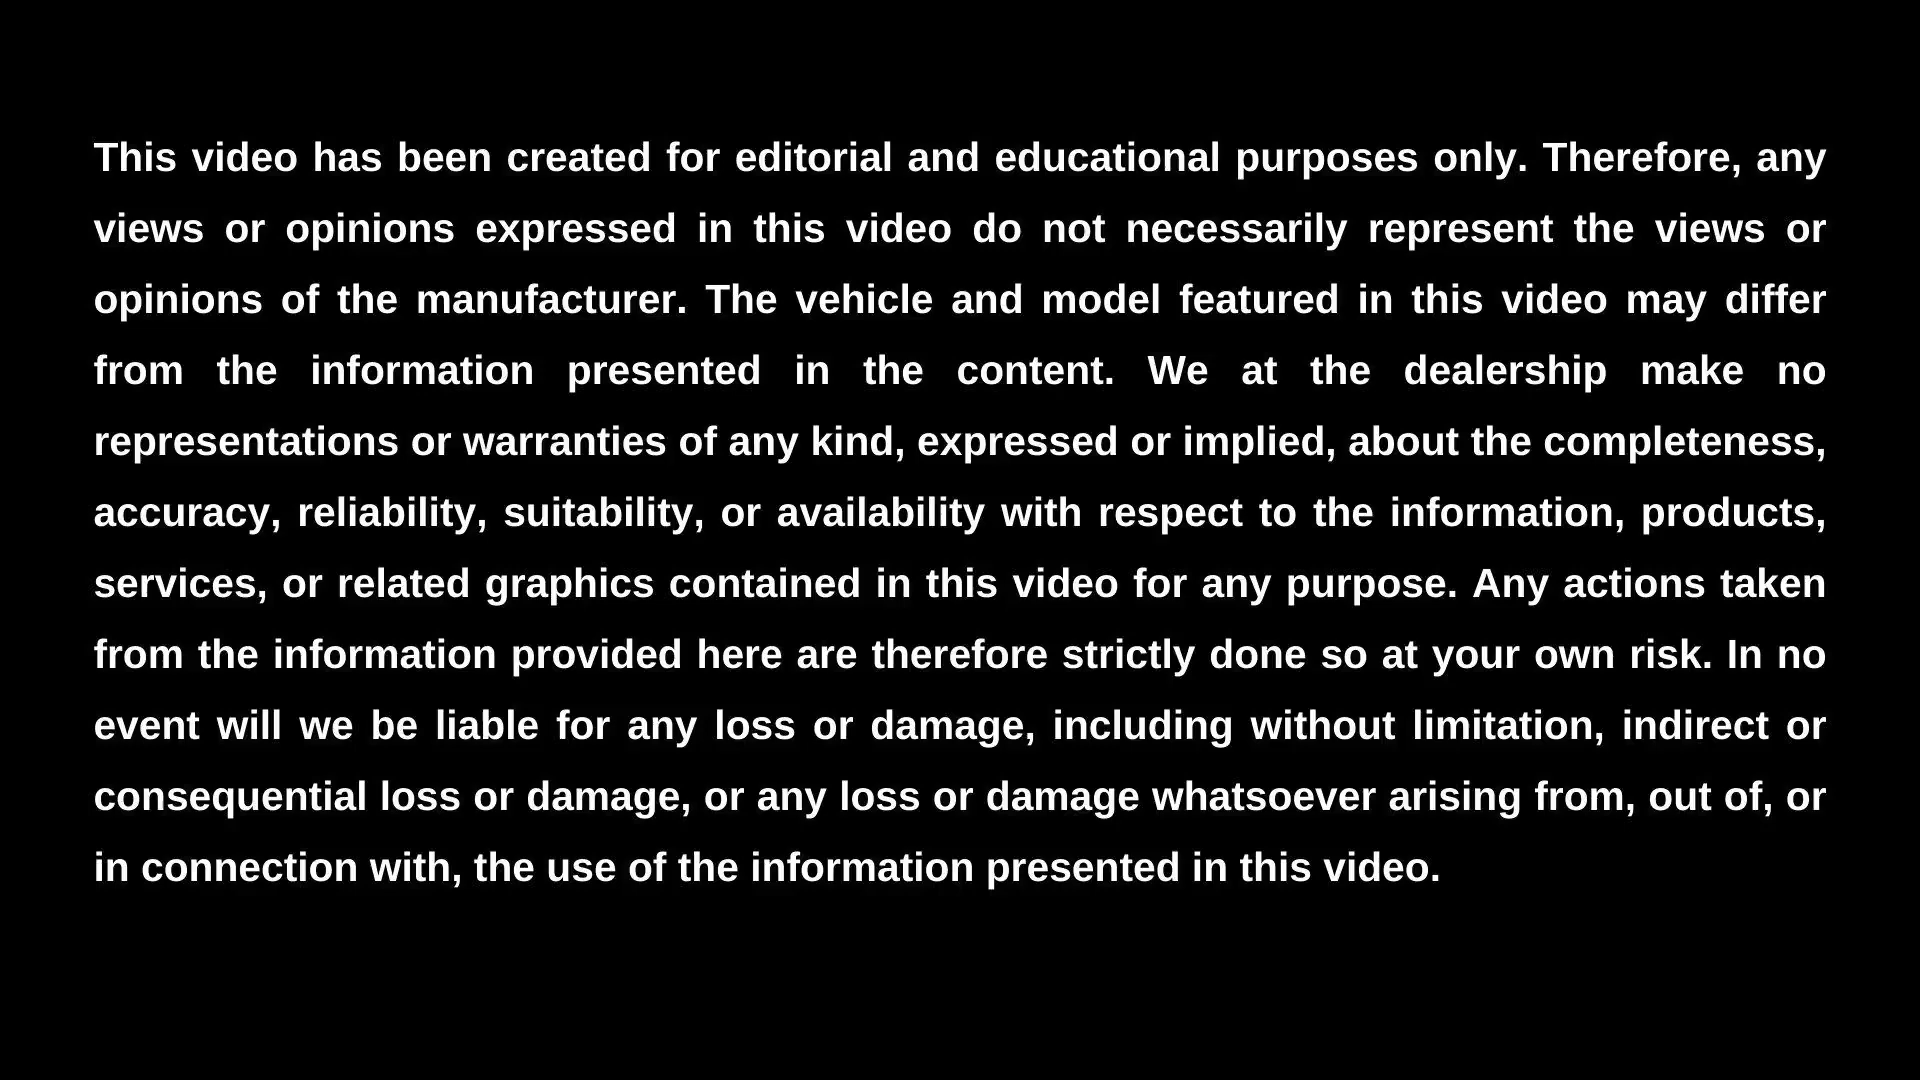 This video has been created for editorial and educational purposes only. Therefore, any
views or opinions expressed in this video do not necessarily represent the views or
opinions of the manufacturer. The vehicle and model featured in this video may differ
from the information presented in the content. We at the dealership make no
representations or warranties of any kind, expressed or implied, about the completeness,
accuracy, reliability, suitability, or availability with respect to the information, products,
services, or related graphics contained in this video for any purpose. Any actions taken
from the information provided here are therefore strictly done so at your own risk. In no
event will we be liable for any loss or damage, including without limitation, indirect or
consequential loss or damage, or any loss or damage whatsoever arising from, out of, or
in connection with, the use of the information presented in this video.